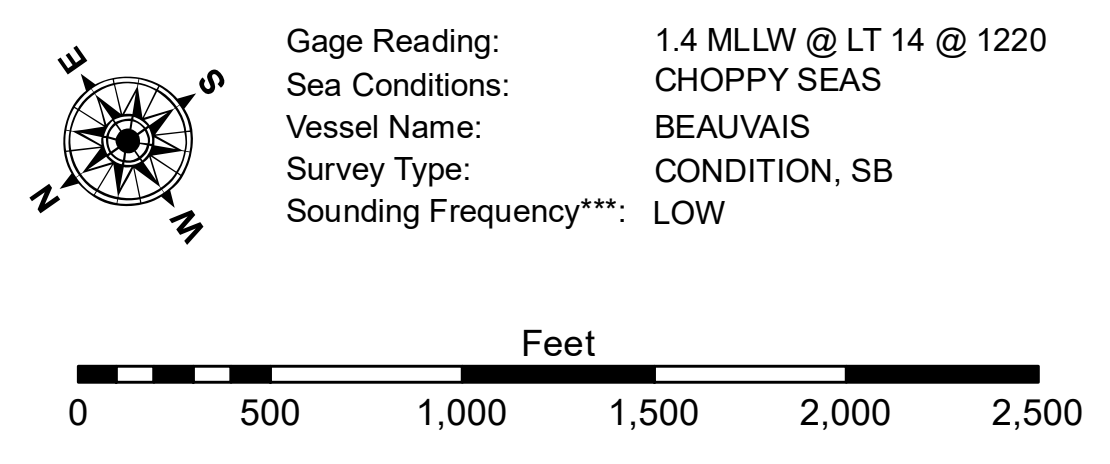 E
S
N
W
Gage Reading: 1.4 MLLW @ LT 14 @ 1220
Sea Conditions: CHOPPY SEAS
Vessel Name: BEAUVAIS
Survey Type: CONDITION, SB
Sounding Frequency***: LOW
Feet
0 500 1,000 1,500 2,000 2,500